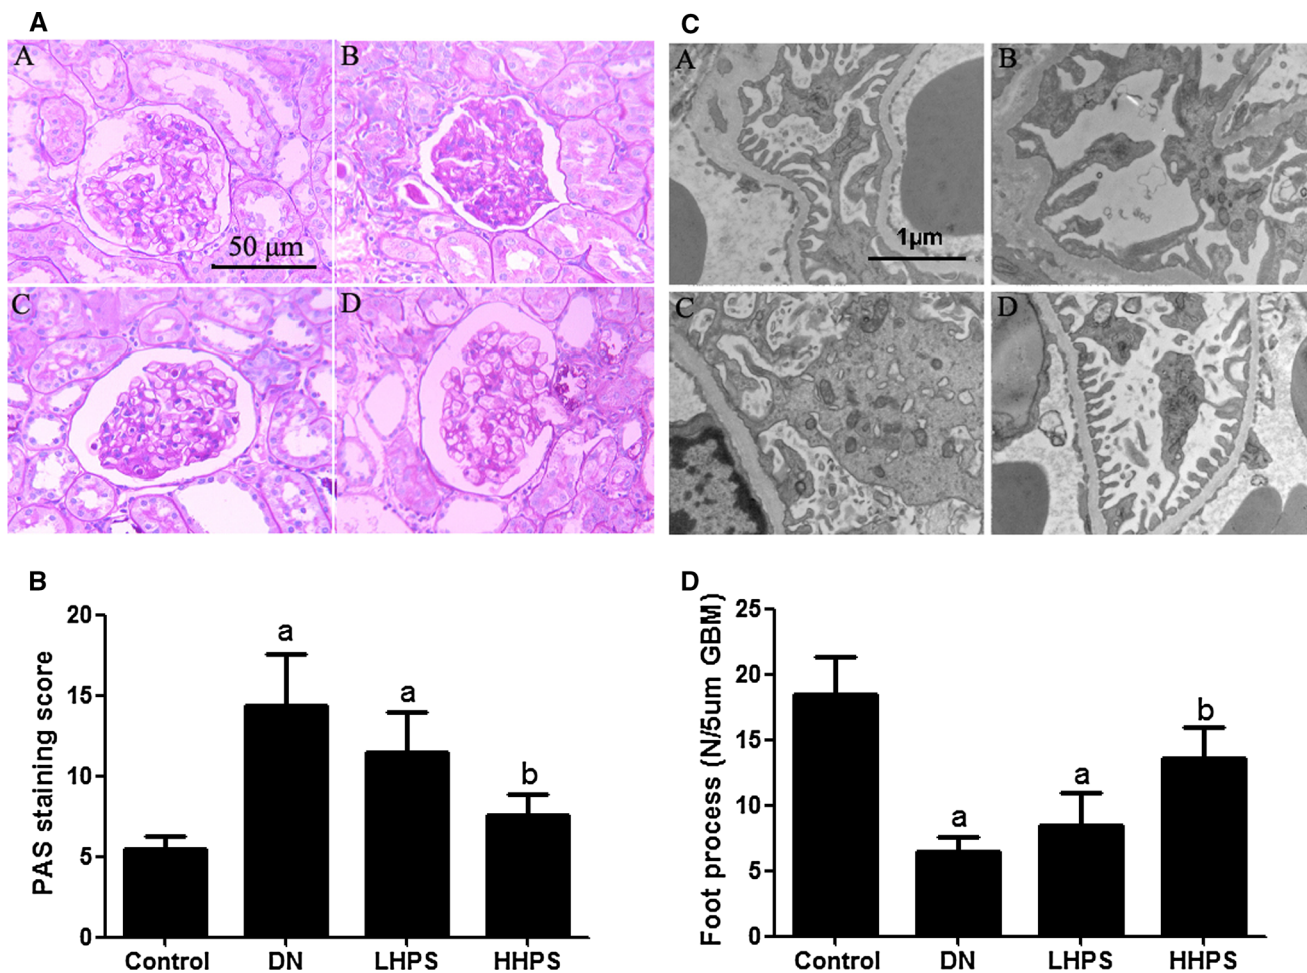 A
A
B
50 μm
C
D
C
A
B
1μm
C
D
B
PAS staining score
20
15
10
5
0
a
a
b
Control
DN
LHPS
HHPS
D
Foot process (N/5um GBM)
25
20
15
10
5
0
a
a
b
Control
DN
LHPS
HHPS